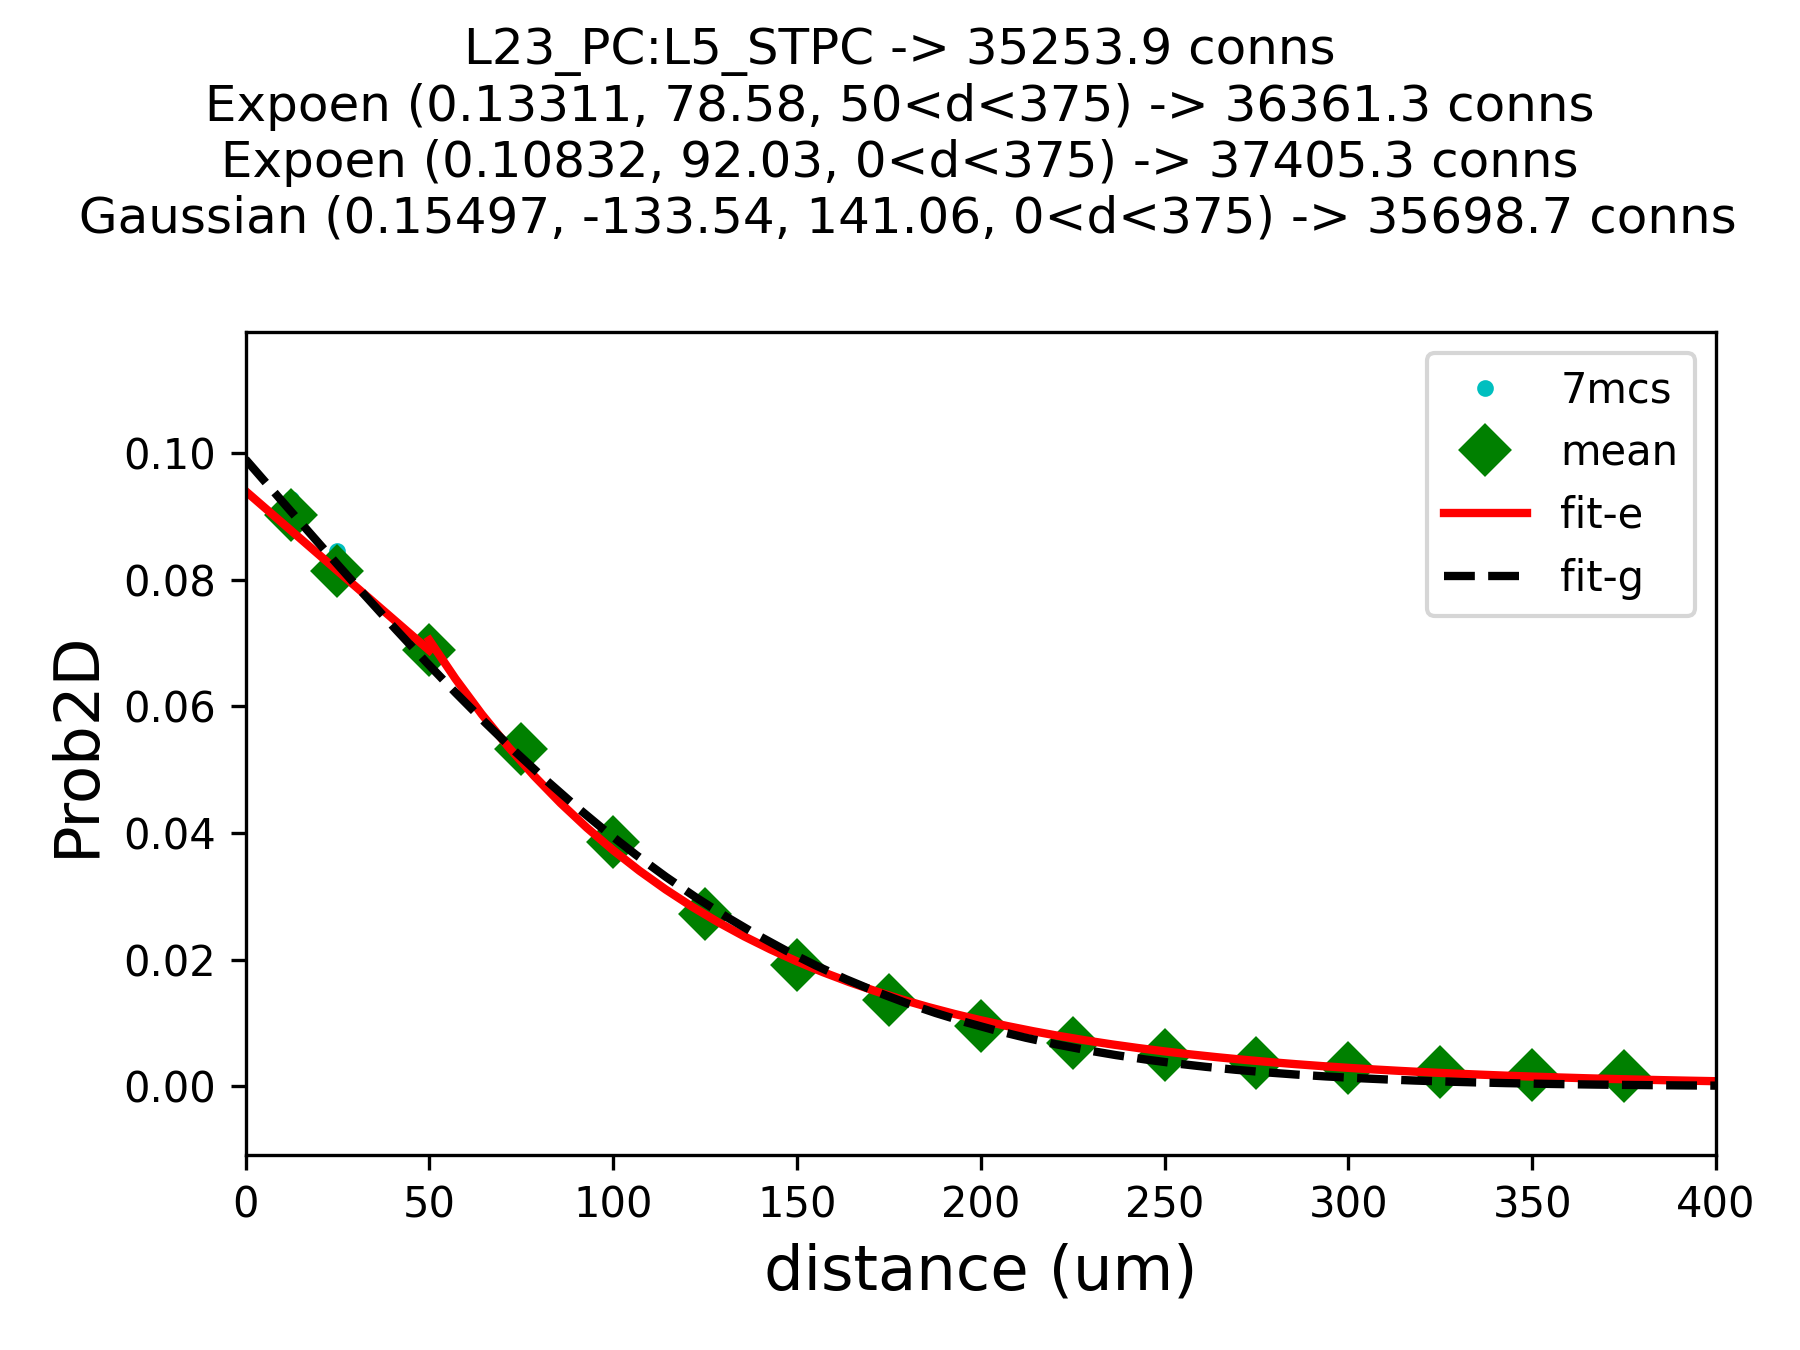 L23_PC:L5_STPC -> 35253.9 conns
Expoen (0.13311, 78.58, 50<d<375) -> 36361.3 conns
Expoen (0.10832, 92.03, 0<d<375) -> 37405.3 conns
Gaussian (0.15497, -133.54, 141.06, 0<d<375) -> 35698.7 conns
7mcs
mean
fit-e
fit-g
Prob2D
0.10
0.08
0.06
0.04
0.02
0.00
0 50 100 150 200 250 300 350 400
distance (um)